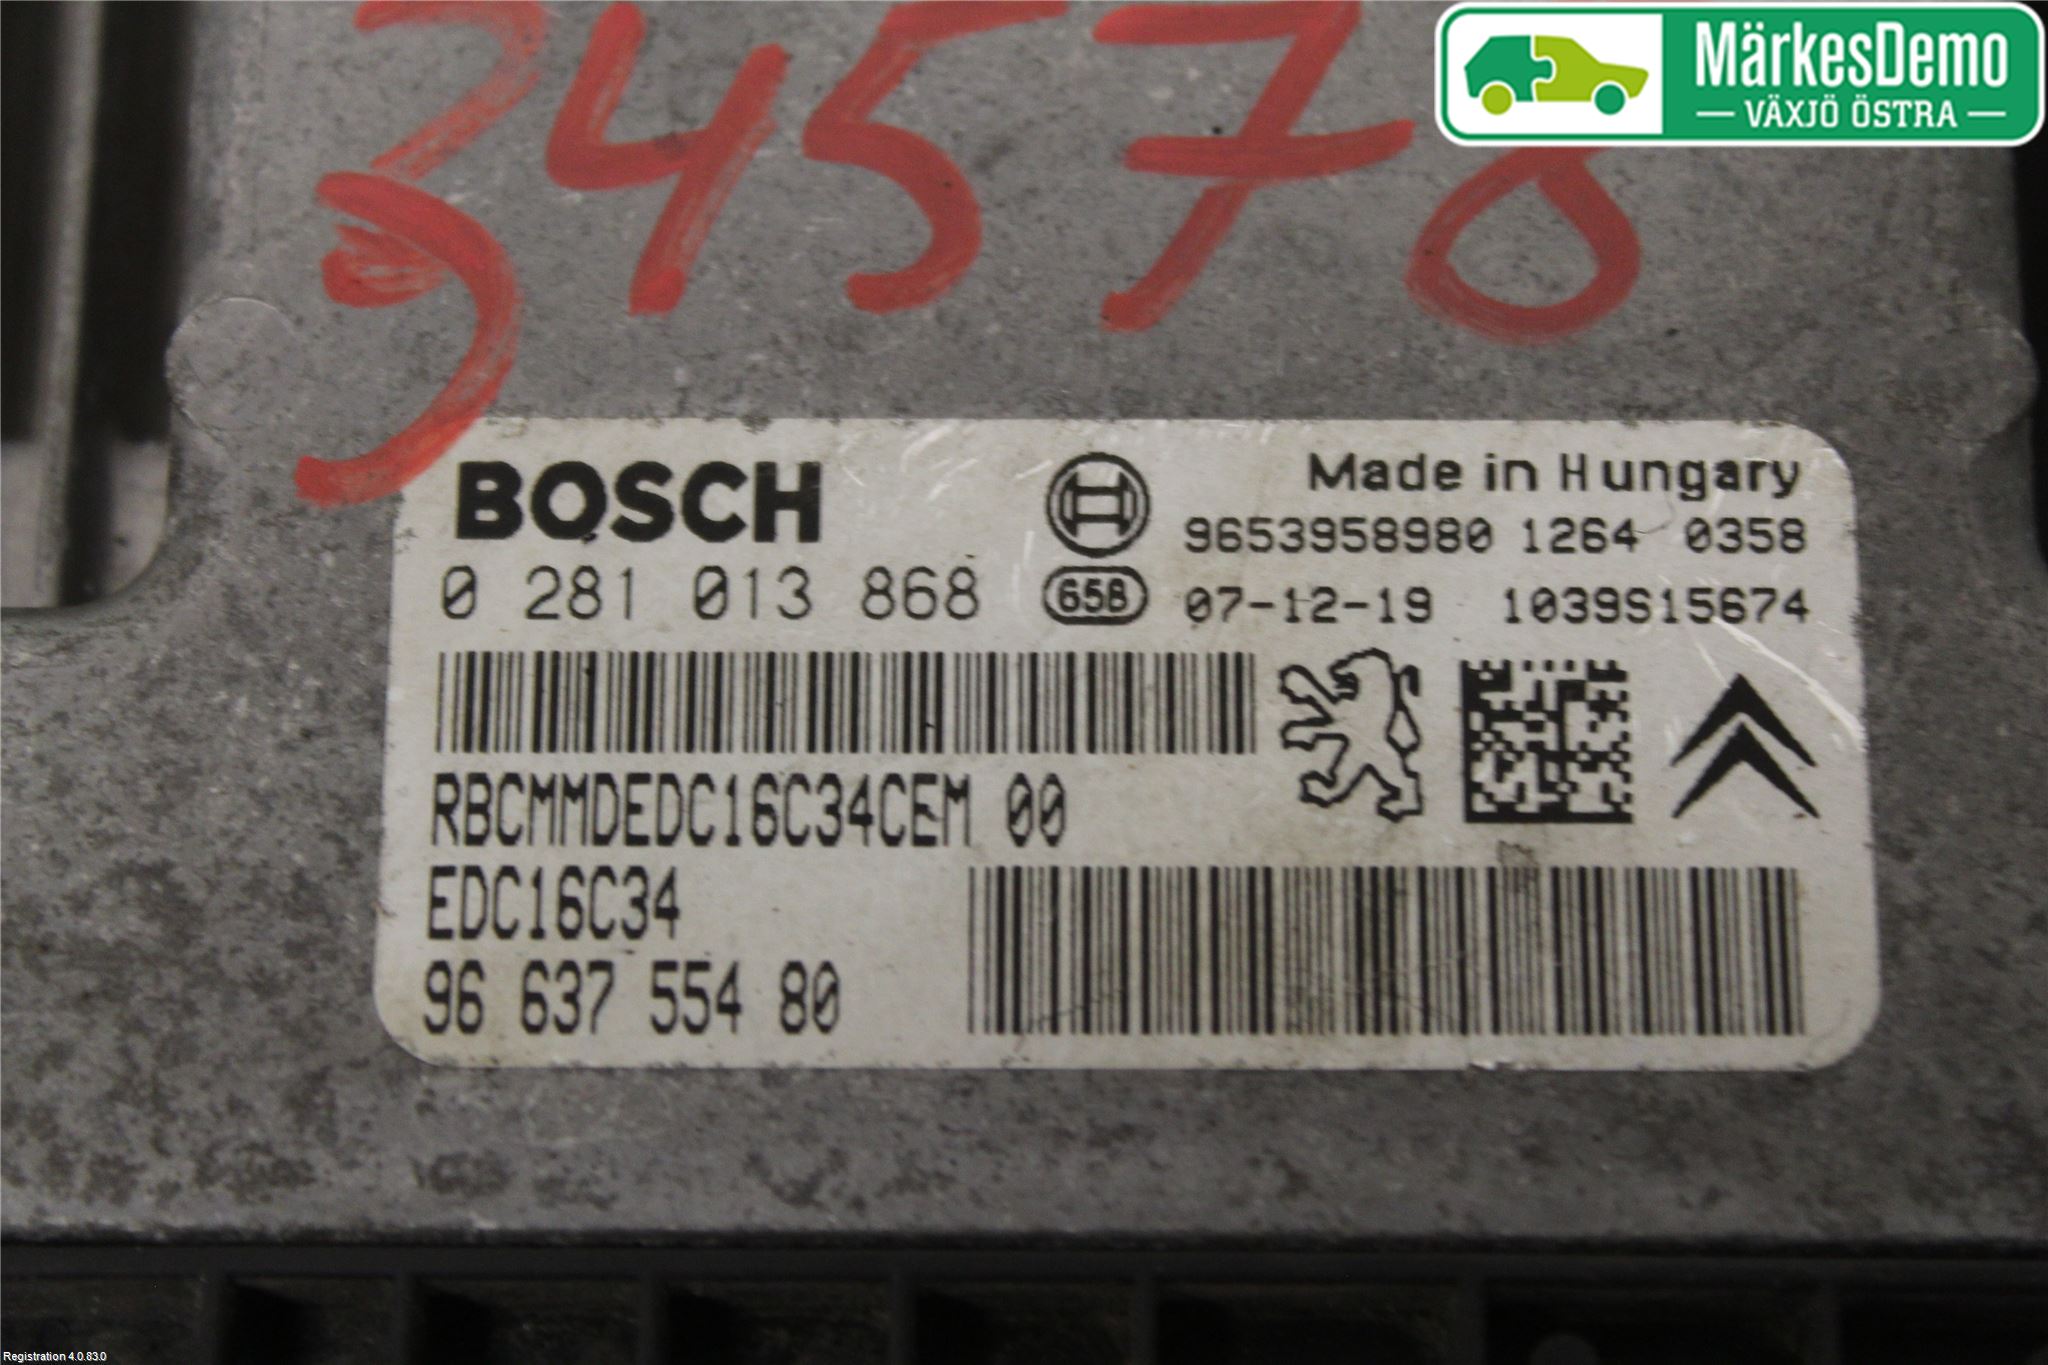 34578
MärkesDemo
VÄXJÖ ÖSTRA
BOSCH
Made in Hungary
9653958980 1264 0358
0 281 013 868
658
07-12-19 1039S15674
RBCMMDEDC16C34CEM 00
EDC16C34
96 637 554 80
Registration 4.0.83.0